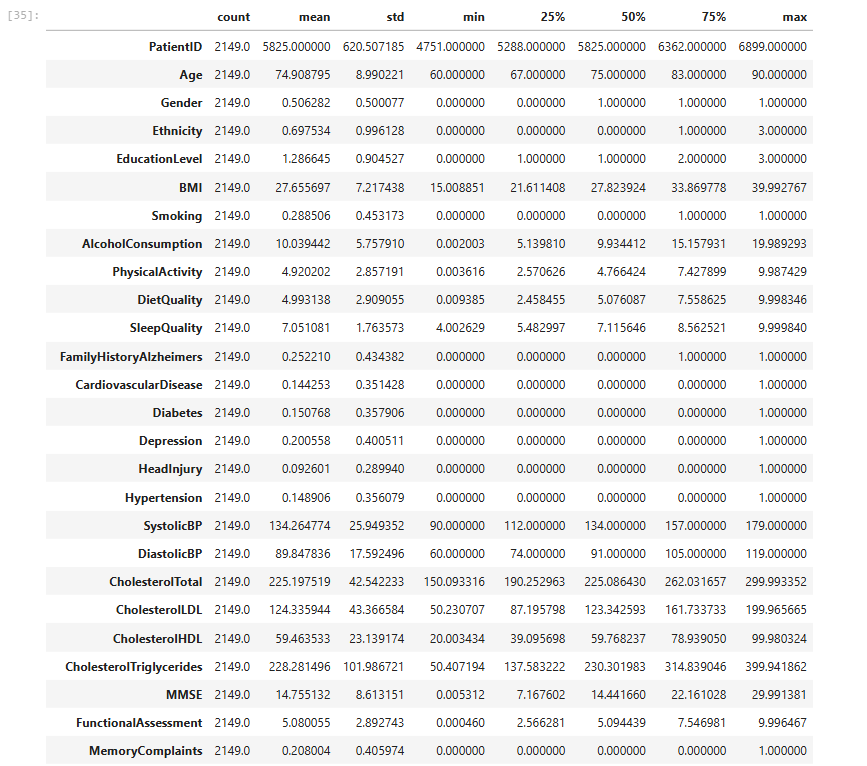 [35]:
count mean std min 25% 50% 75% max
PatientID 2149.0 5825.000000 620.507185 4751.000000 5288.000000 5825.000000 6362.000000 6899.000000
Age 2149.0 74.908795 8.990221 60.000000 67.000000 75.000000 83.000000 90.000000
Gender 2149.0 0.506282 0.500077 0.000000 0.000000 1.000000 1.000000 1.000000
Ethnicity 2149.0 0.697534 0.996128 0.000000 0.000000 0.000000 1.000000 3.000000
EducationLevel 2149.0 1.286645 0.904527 0.000000 1.000000 1.000000 2.000000 3.000000
BMI 2149.0 27.655697 7.217438 15.008851 21.611408 27.823924 33.869778 39.992767
Smoking 2149.0 0.288506 0.453173 0.000000 0.000000 0.000000 1.000000 1.000000
AlcoholConsumption 2149.0 10.039442 5.757910 0.002003 5.139810 9.934412 15.157931 19.989293
PhysicalActivity 2149.0 4.920202 2.857191 0.003616 2.570626 4.766424 7.427899 9.987429
DietQuality 2149.0 4.993138 2.909055 0.009385 2.458455 5.076087 7.558625 9.998346
SleepQuality 2149.0 7.051081 1.763573 4.002629 5.482997 7.115646 8.562521 9.999840
FamilyHistoryAlzheimers 2149.0 0.252210 0.434382 0.000000 0.000000 0.000000 1.000000 1.000000
CardiovascularDisease 2149.0 0.144253 0.351428 0.000000 0.000000 0.000000 0.000000 1.000000
Diabetes 2149.0 0.150768 0.357906 0.000000 0.000000 0.000000 0.000000 1.000000
Depression 2149.0 0.200558 0.400511 0.000000 0.000000 0.000000 0.000000 1.000000
HeadInjury 2149.0 0.092601 0.289940 0.000000 0.000000 0.000000 0.000000 1.000000
Hypertension 2149.0 0.148906 0.356079 0.000000 0.000000 0.000000 0.000000 1.000000
SystolicBP 2149.0 134.264774 25.949352 90.000000 112.000000 134.000000 157.000000 179.000000
DiastolicBP 2149.0 89.847836 17.592496 60.000000 74.000000 91.000000 105.000000 119.000000
CholesterolTotal 2149.0 225.197519 42.542233 150.093316 190.252963 225.086430 262.031657 299.993352
CholesterolLDL 2149.0 124.335944 43.366584 50.230707 87.195798 123.342593 161.733733 199.965665
CholesterolHDL 2149.0 59.463533 23.139174 20.003434 39.095698 59.768237 78.939050 99.980324
CholesterolTriglycerides 2149.0 228.281496 101.986721 50.407194 137.583222 230.301983 314.839046 399.941862
MMSE 2149.0 14.755132 8.613151 0.005312 7.167602 14.441660 22.161028 29.991381
FunctionalAssessment 2149.0 5.080055 2.892743 0.000460 2.566281 5.094439 7.546981 9.996467
MemoryComplaints 2149.0 0.208004 0.405974 0.000000 0.000000 0.000000 0.000000 1.000000